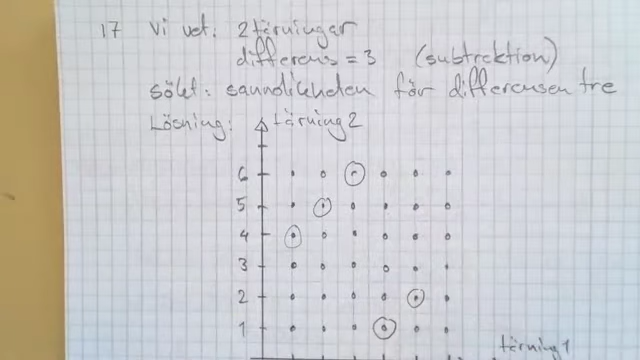 17 Vi vet: 2 tärningar
differens = 3 (subtraktion)
sökt: sannolikheten för differensen tre
Lösning: tärning 2
6
5
4
3
2
1
tärning 1